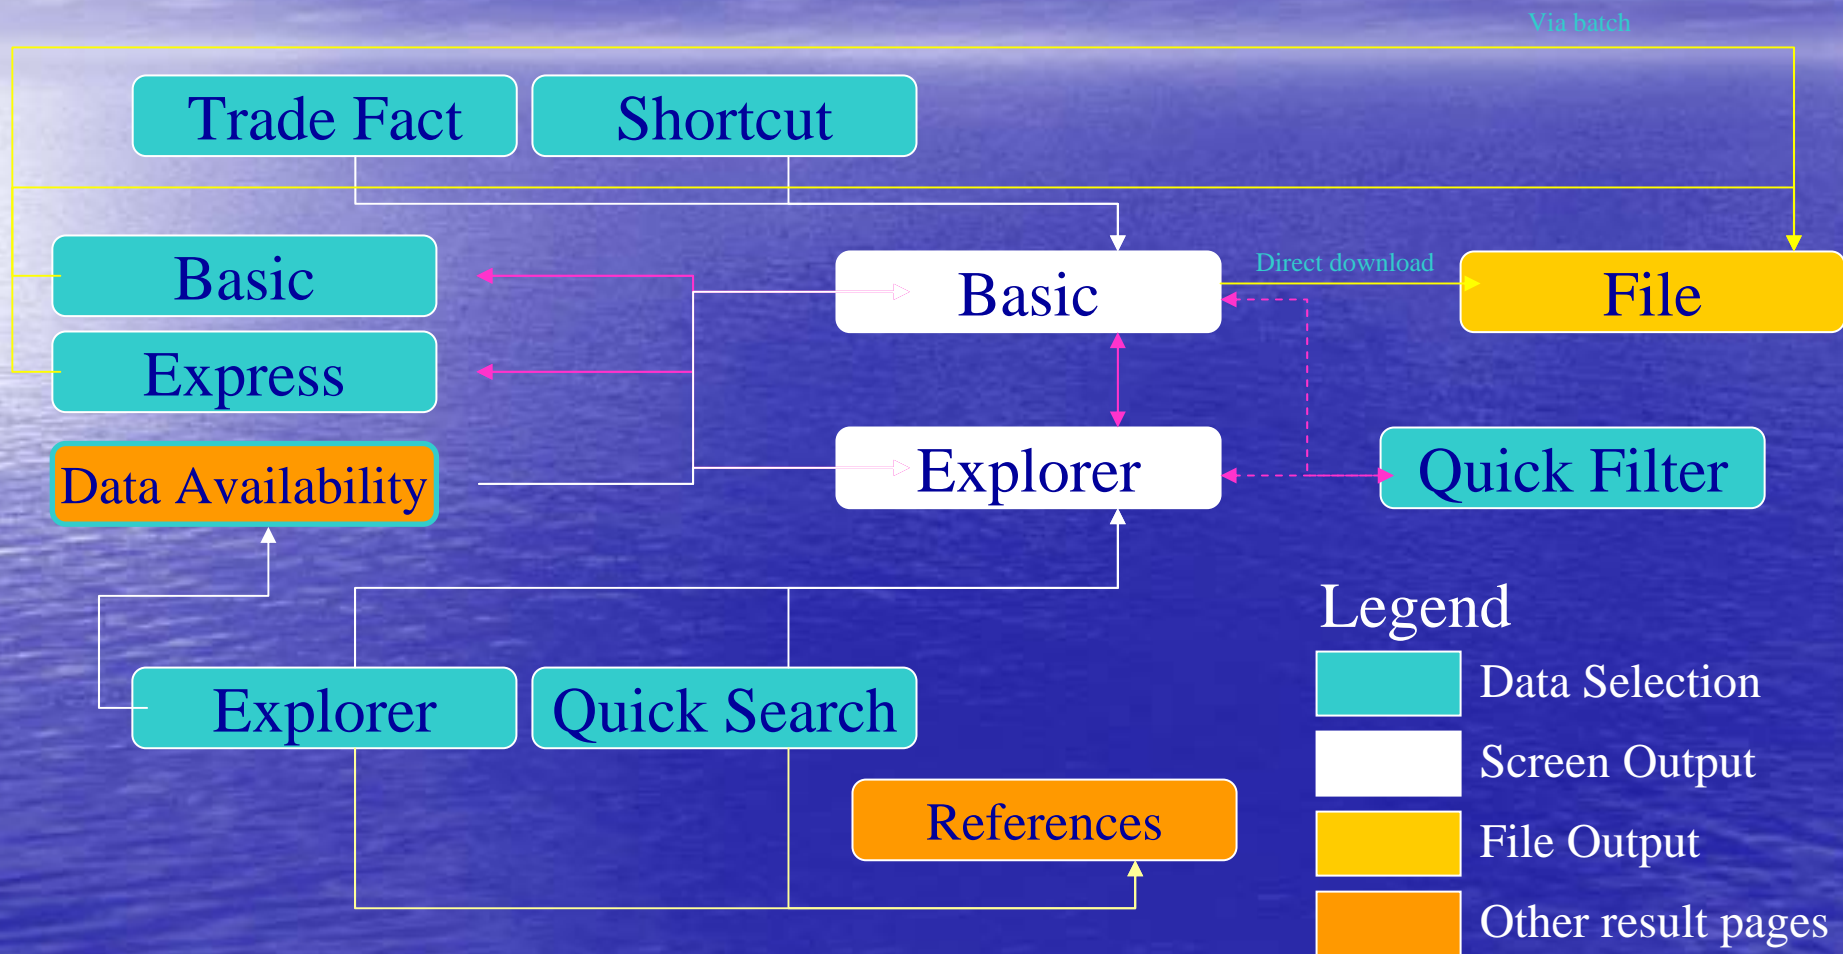 Via batch
Trade Fact
Shortcut
Basic
Basic
Direct download
File
Express
Data Availability
Explorer
Quick Filter
Explorer
Quick Search
References
Legend
Data Selection
Screen Output
File Output
Other result pages